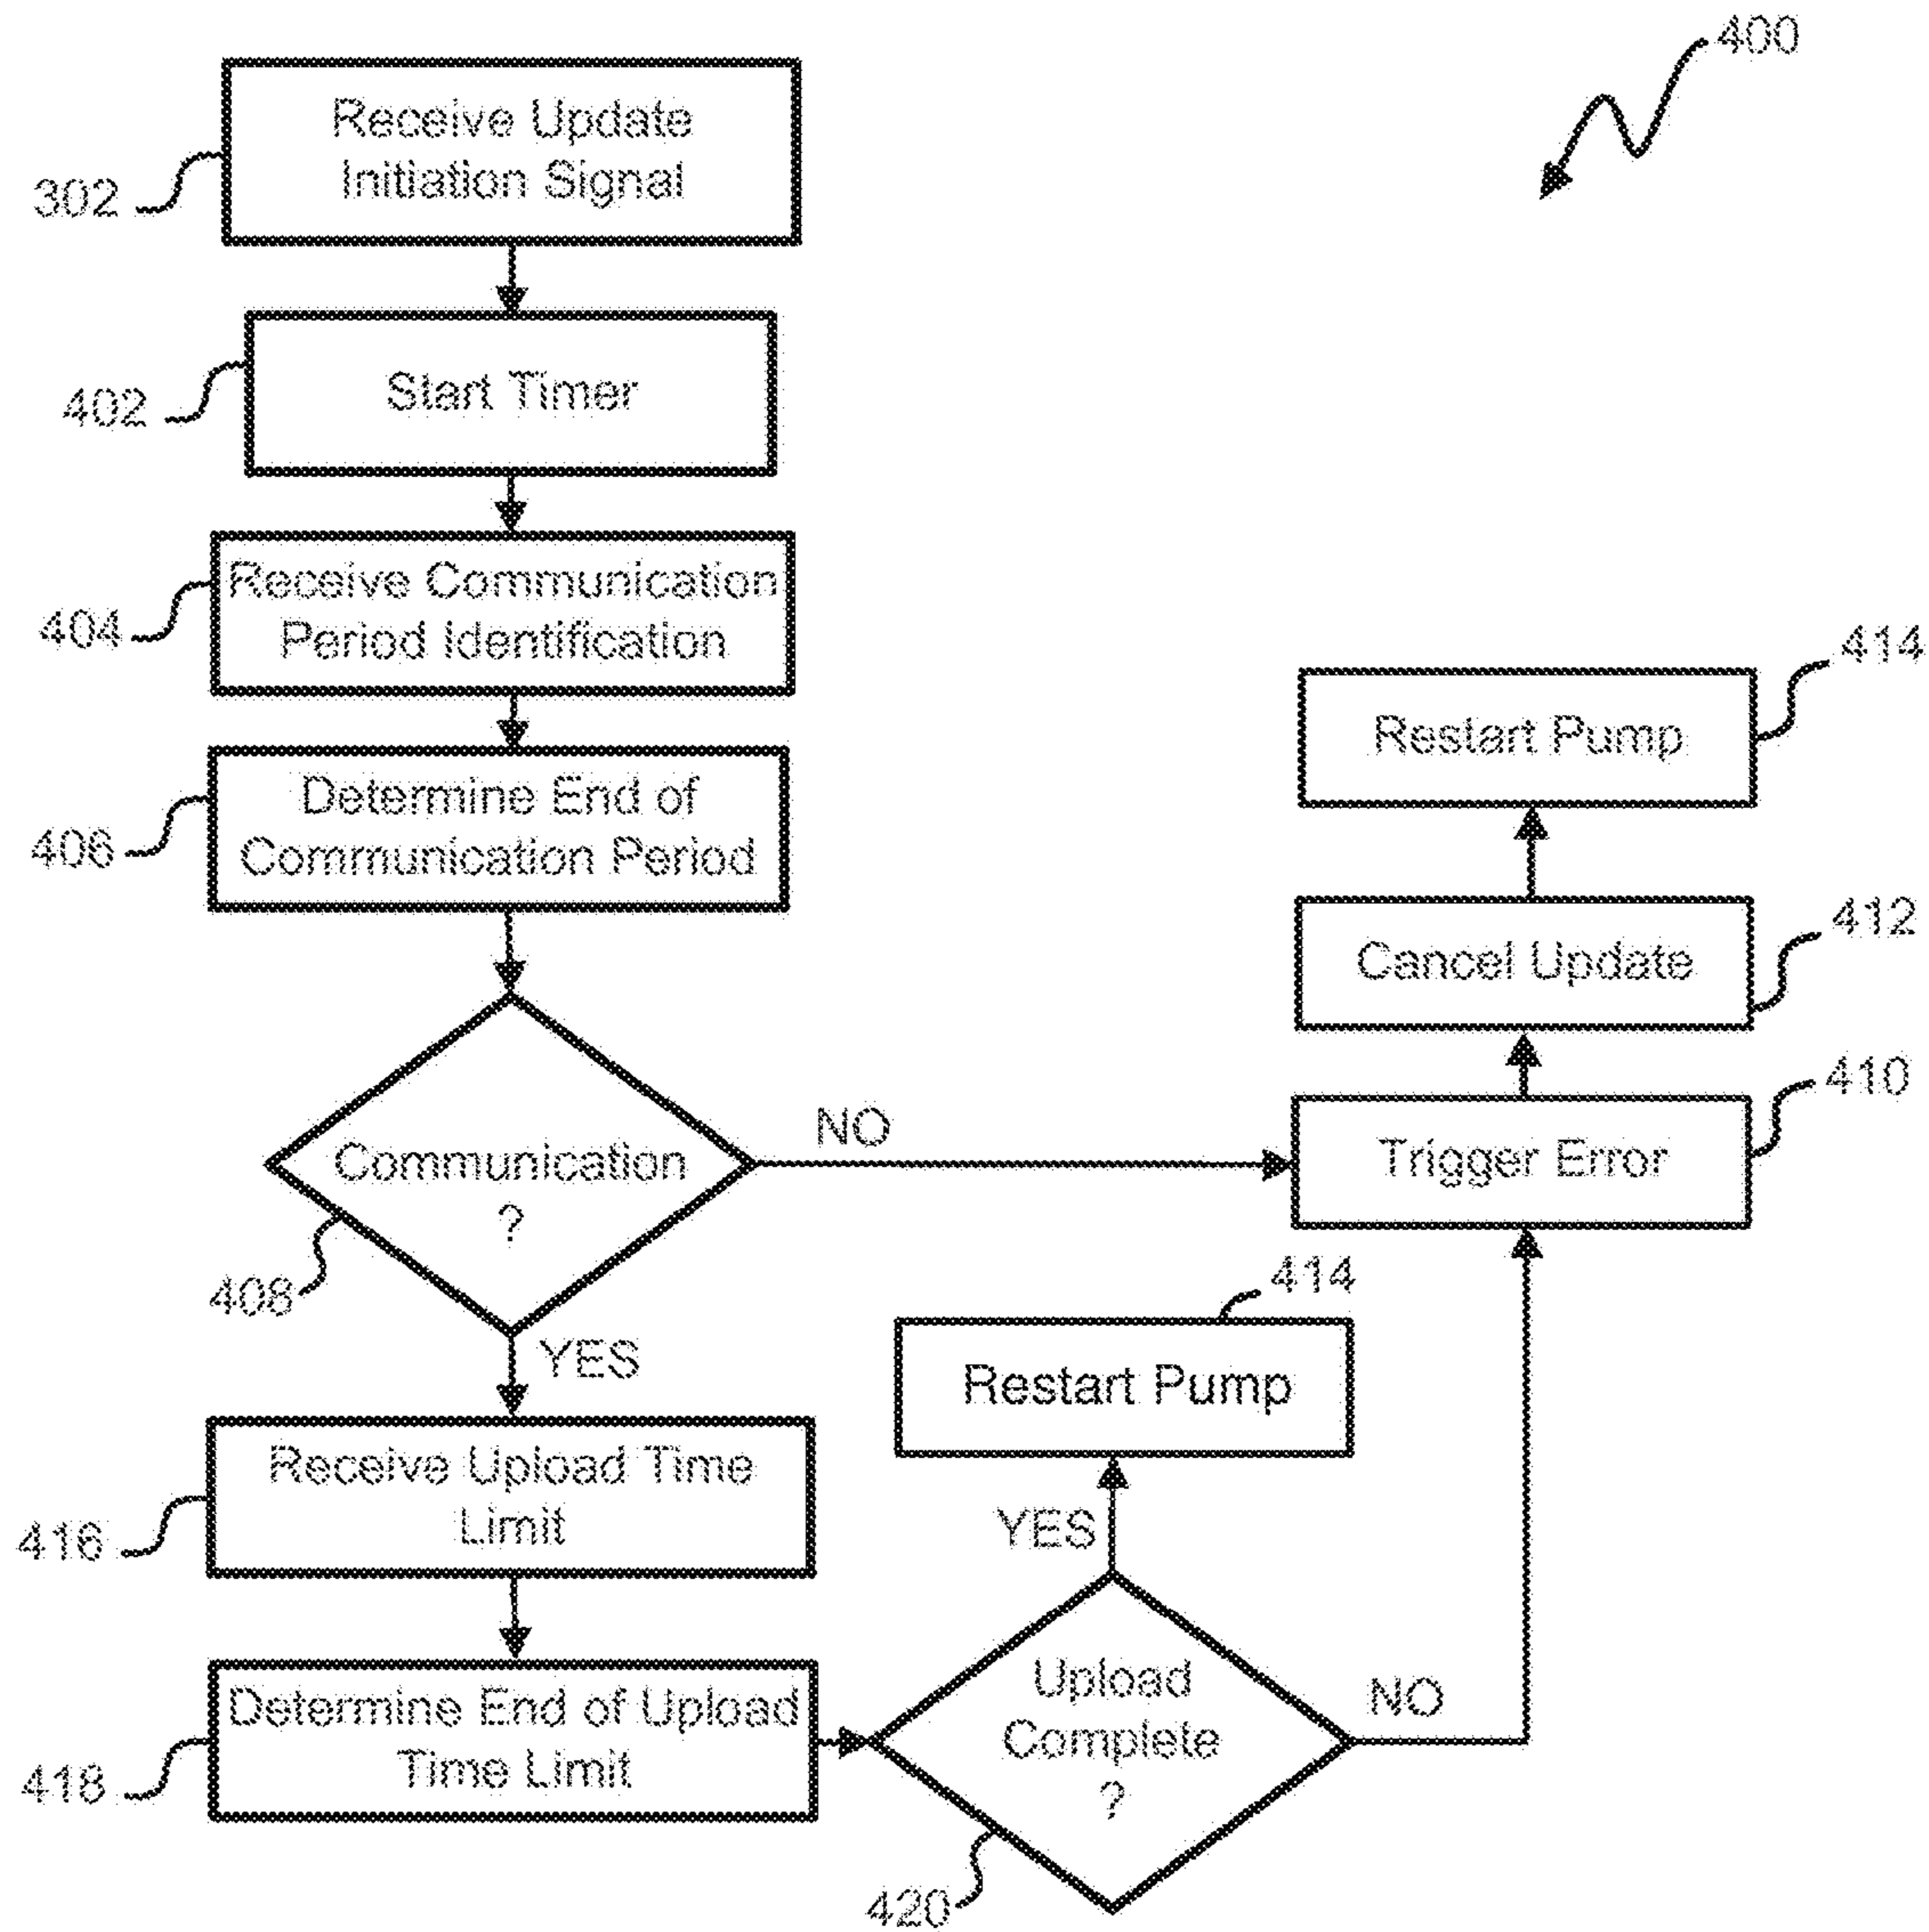 400
Receive Update
Initiation Signal
302
Start Timer
402
Receive Communication
Period Identification
404
Determine End of
Communication Period
406
Communication
?
408
NO
YES
Restart Pump
414
Cancel Update
412
Trigger Error
410
Receive Upload Time
Limit
416
Determine End of Upload
Time Limit
418
Upload
Complete
?
420
YES
NO
Restart Pump
414